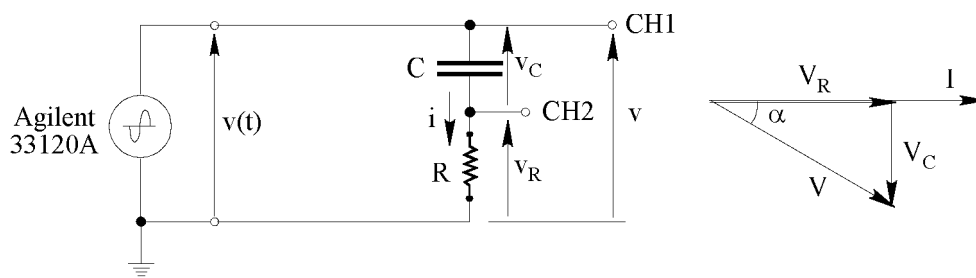 CH1
C
v_C
V_R
I
Agilent
33120A
v(t)
i
CH2
v
α
R
v_R
V
V_C